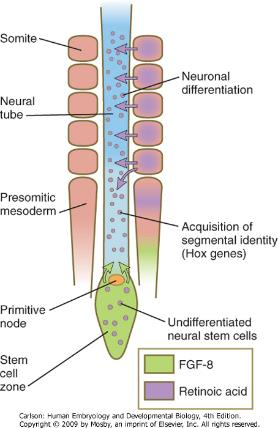 Somite
Neural
tube
Presomitic
mesoderm
Primitive
node
Stem
cell
zone
Neuronal
differentiation
Acquisition of
segmental identity
(Hox genes)
Undifferentiated
neural stem cells
FGF-8
Retinoic acid
Carlson: Human Embryology and Developmental Biology, 4th Edition.
Copyright © 2009 by Mosby, an imprint of Elsevier, Inc. All rights reserved.